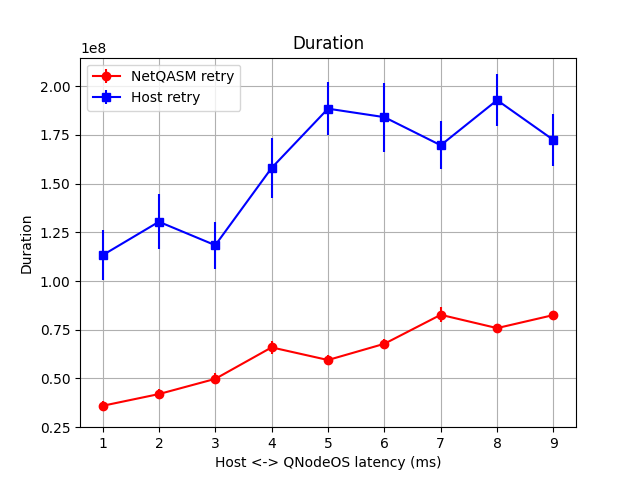 Duration
1e8
NetQASM retry
Host retry
2.00
1.75
1.50
1.25
1.00
0.75
0.50
0.25
Duration
1 2 3 4 5 6 7 8 9
Host <-> QNodeOS latency (ms)